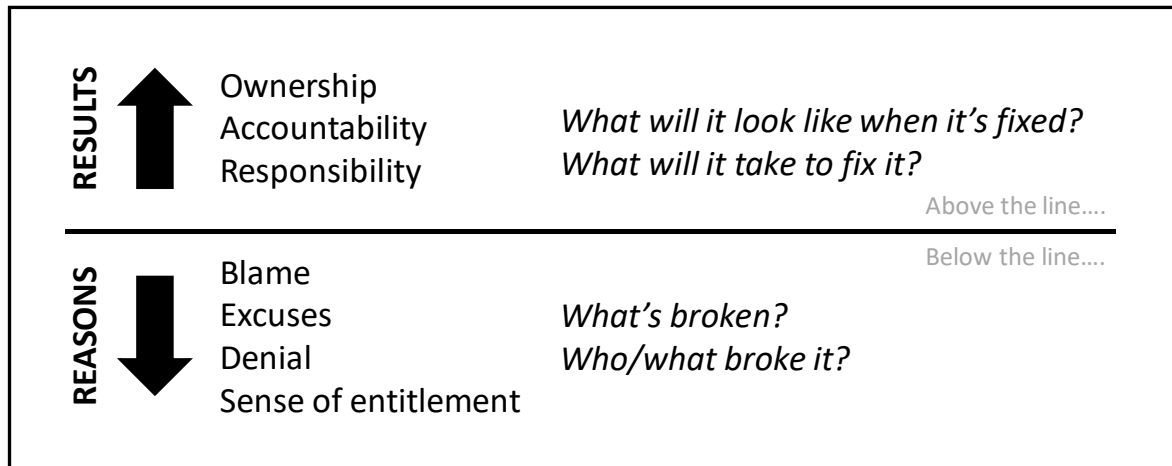 RESULTS
Ownership
Accountability
Responsibility
What will it look like when it’s fixed?
What will it take to fix it?
Above the line....
Below the line....
REASONS
Blame
Excuses
Denial
Sense of entitlement
What’s broken?
Who/what broke it?